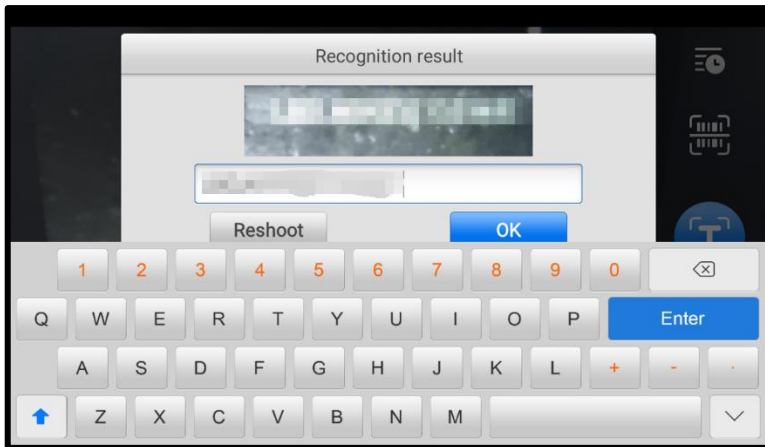 Recognition result
Reshoot OK
1 2 3 4 5 6 7 8 9 0
Q W E R T Y U I O P Enter
A S D F G H J K L + - .
Z X C V B N M